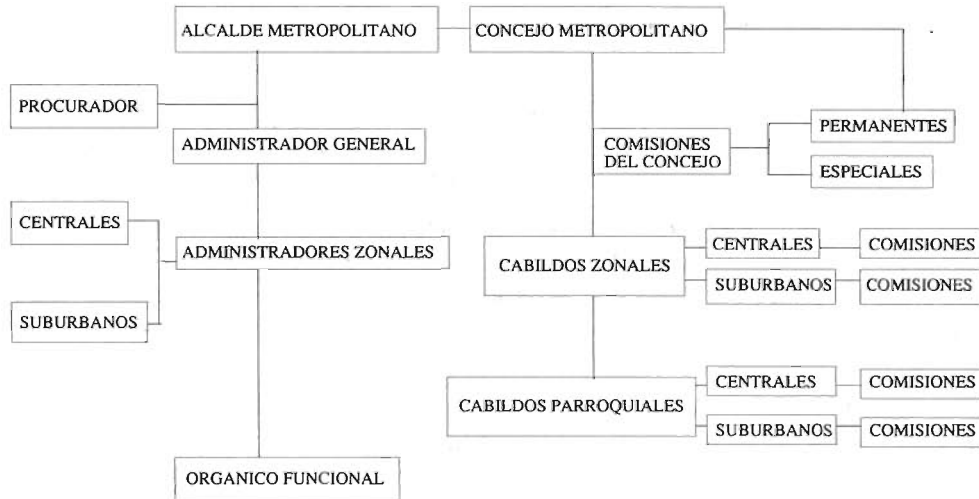 ALCALDE METROPOLITANO
CONCEJO METROPOLITANO
PROCURADOR
ADMINISTRADOR GENERAL
COMISIONES
DEL CONCEJO
PERMANENTES
ESPECIALES
CENTRALES
ADMINISTRADORES ZONALES
SUBURBANOS
CABILDOS ZONALES
CENTRALES
COMISIONES
SUBURBANOS
COMISIONES
CABILDOS PARROQUIALES
CENTRALES
COMISIONES
SUBURBANOS
COMISIONES
ORGANICO FUNCIONAL